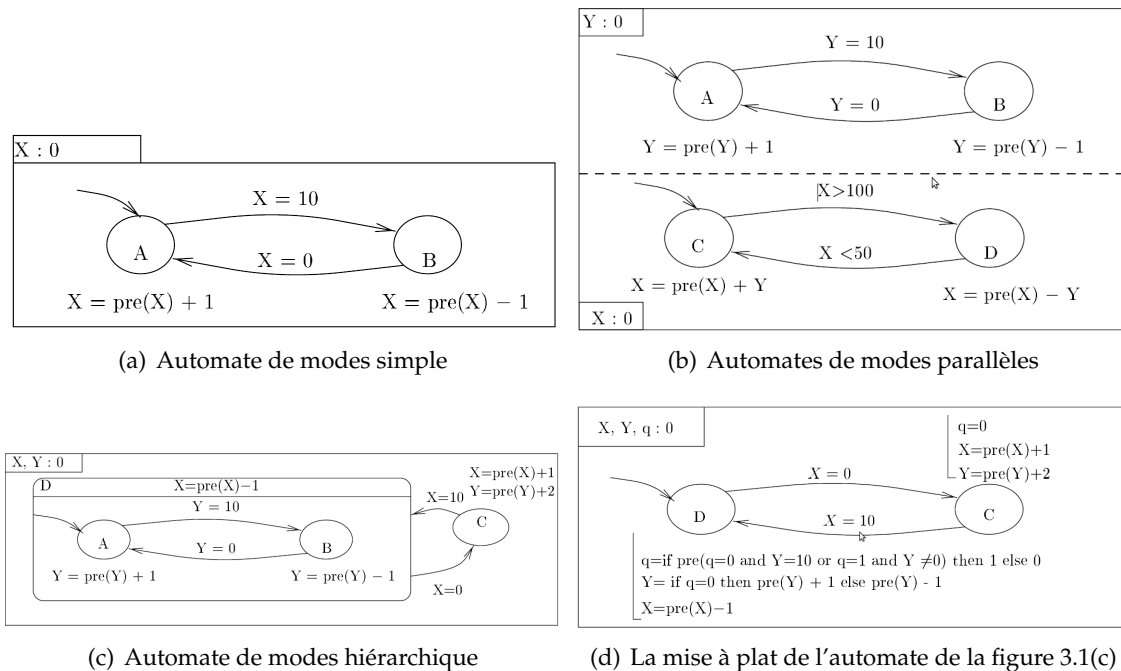 X : 0
X = 10
A
B
X = 0
X = pre(X) + 1
X = pre(X) − 1
(a) Automate de modes simple
Y : 0
Y = 10
A
B
Y = 0
Y = pre(Y) + 1
Y = pre(Y) − 1
X>100
C
D
X <50
X = pre(X) + Y
X = pre(X) − Y
X : 0
(b) Automates de modes parallèles
X, Y : 0
D
X=pre(X)−1
Y = 10
A
B
Y = 0
Y = pre(Y) + 1
Y = pre(Y) − 1
X=pre(X)+1
Y=pre(Y)+2
X=10
C
X=0
(c) Automate de modes hiérarchique
X, Y, q : 0
q=0
X=pre(X)+1
Y=pre(Y)+2
X = 0
D
C
X = 10
q=if pre(q=0 and Y=10 or q=1 and Y ≠0) then 1 else 0
Y= if q=0 then pre(Y) + 1 else pre(Y) - 1
X=pre(X)−1
(d) La mise à plat de l'automate de la figure 3.1(c)